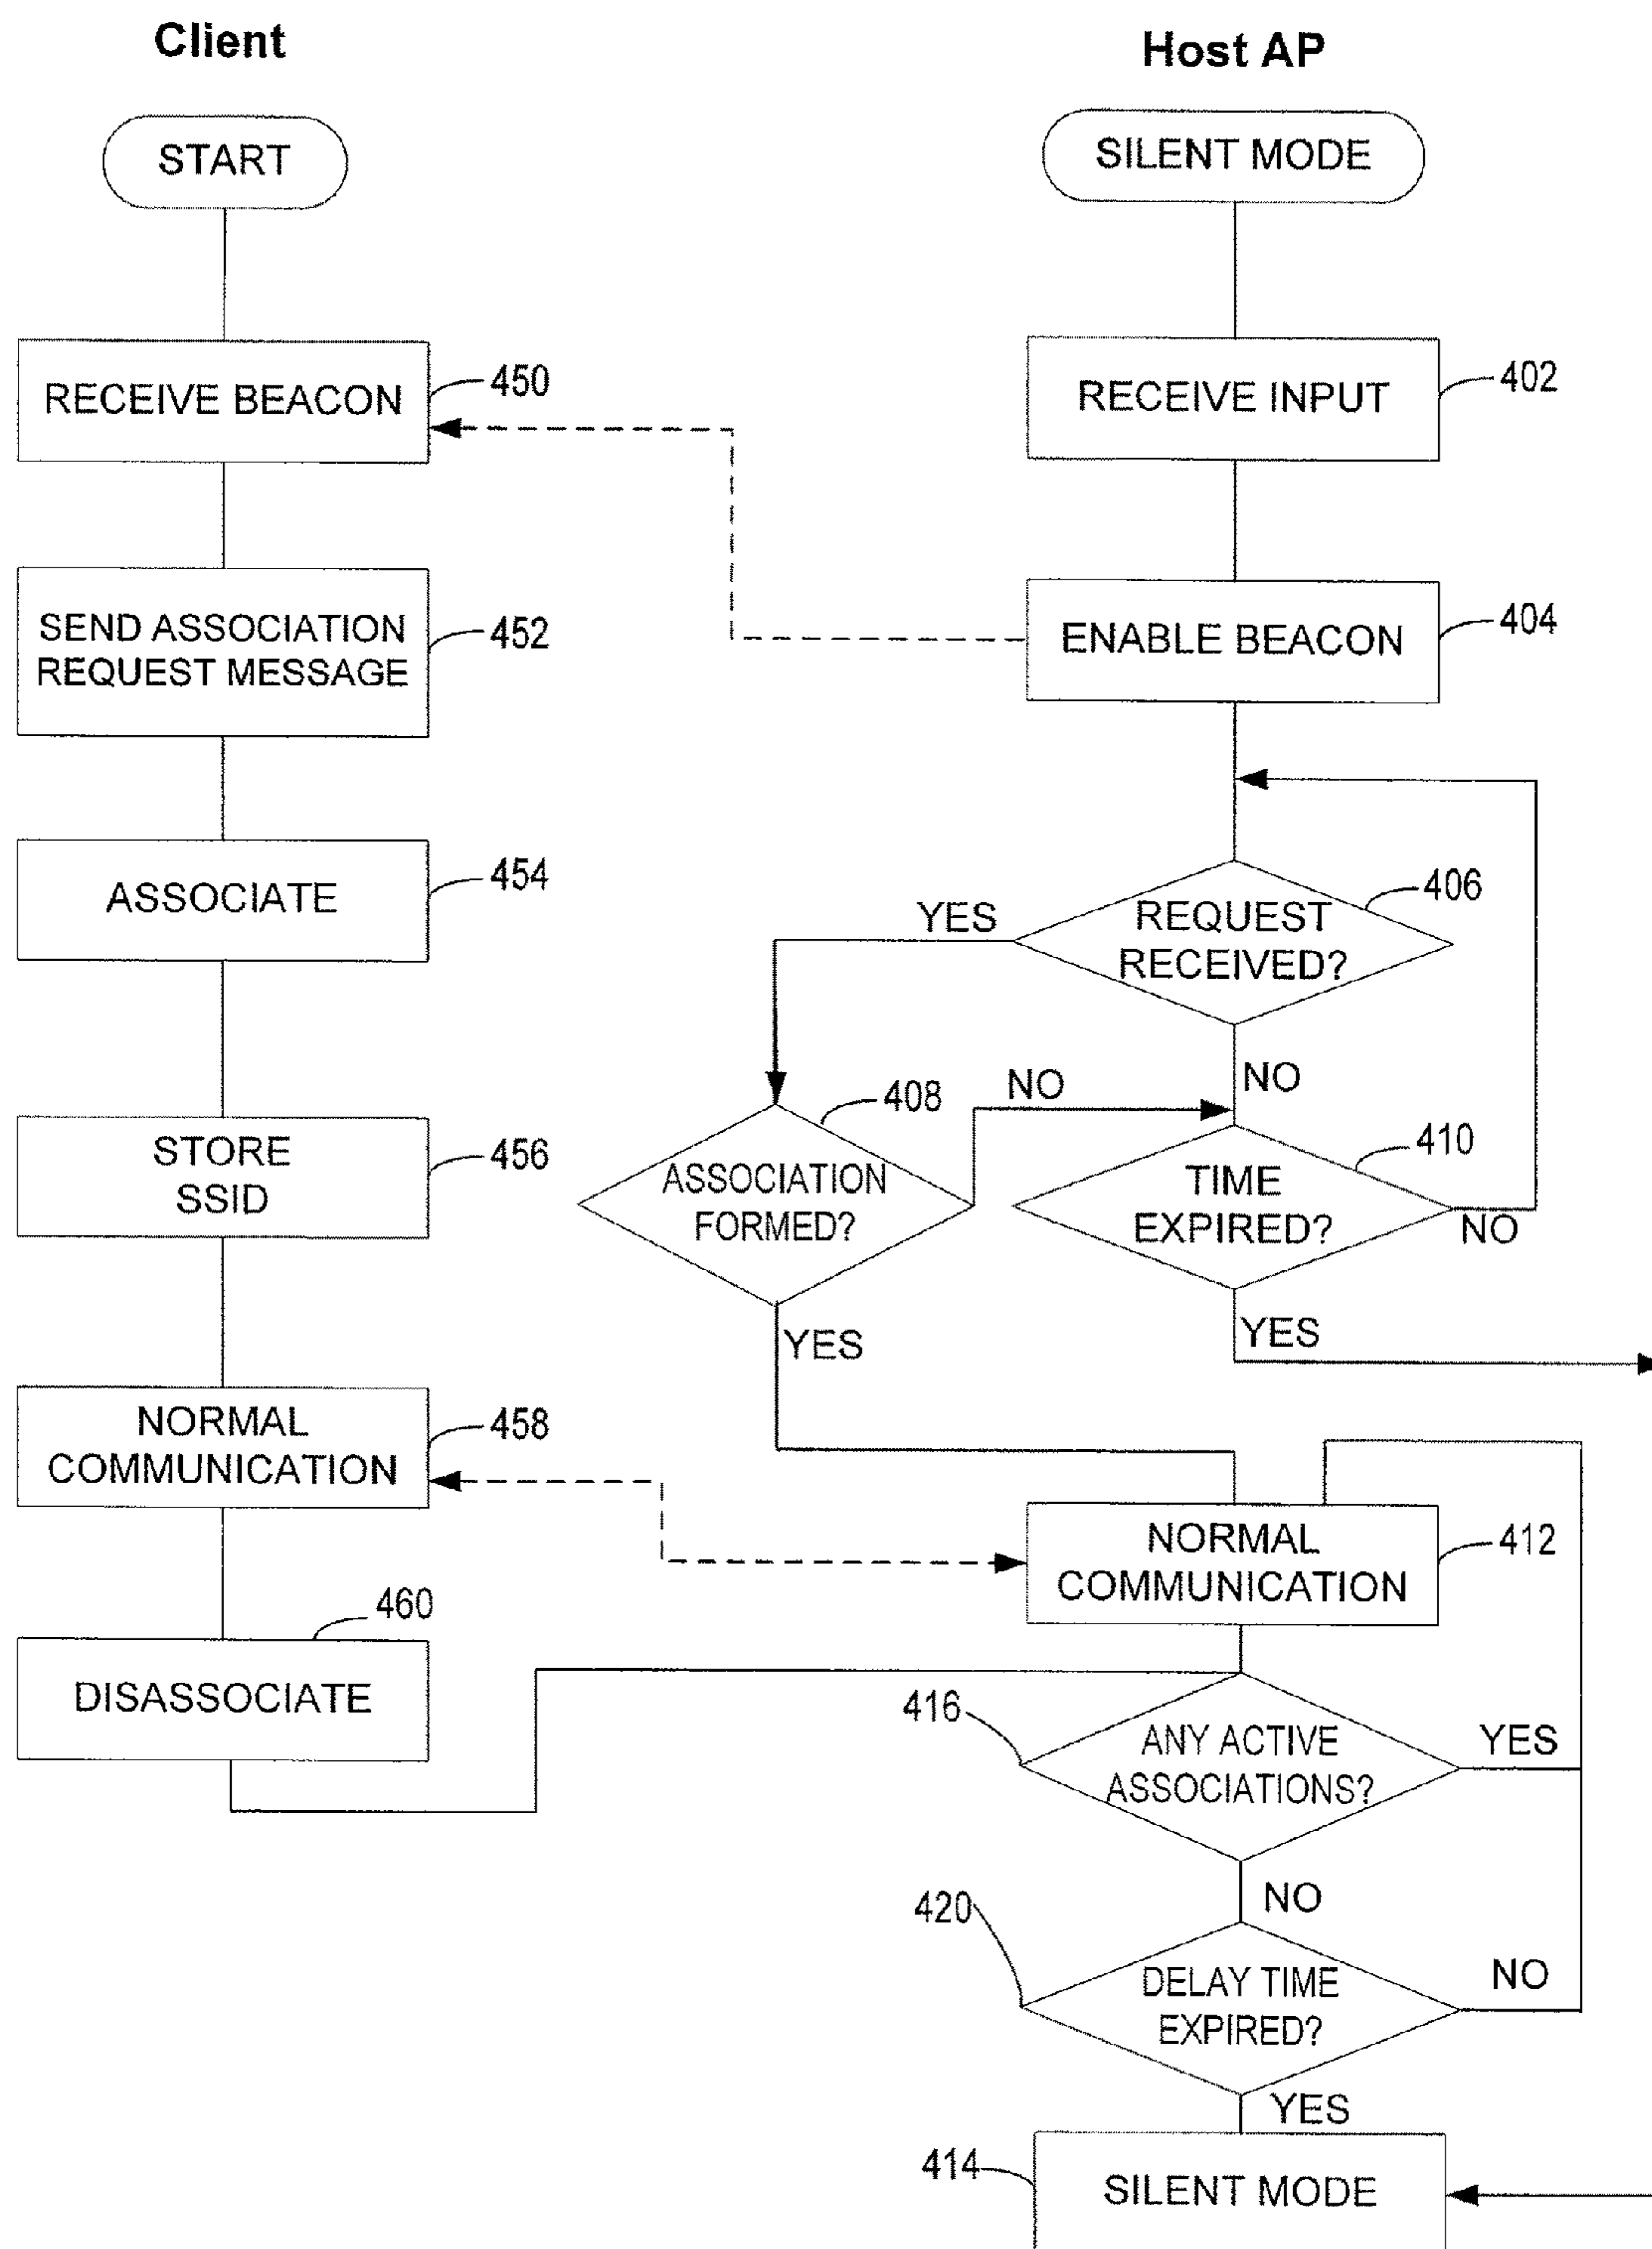 Client
START
RECEIVE BEACON
450
SEND ASSOCIATION
REQUEST MESSAGE
452
ASSOCIATE
454
STORE
SSID
456
NORMAL
COMMUNICATION
458
460
DISASSOCIATE
Host AP
SILENT MODE
RECEIVE INPUT
402
ENABLE BEACON
404
REQUEST
RECEIVED?
406
YES
NO
ASSOCIATION
FORMED?
408
NO
YES
TIME
EXPIRED?
410
NO
YES
NORMAL
COMMUNICATION
412
416
ANY ACTIVE
ASSOCIATIONS?
YES
NO
420
DELAY TIME
EXPIRED?
NO
YES
414
SILENT MODE